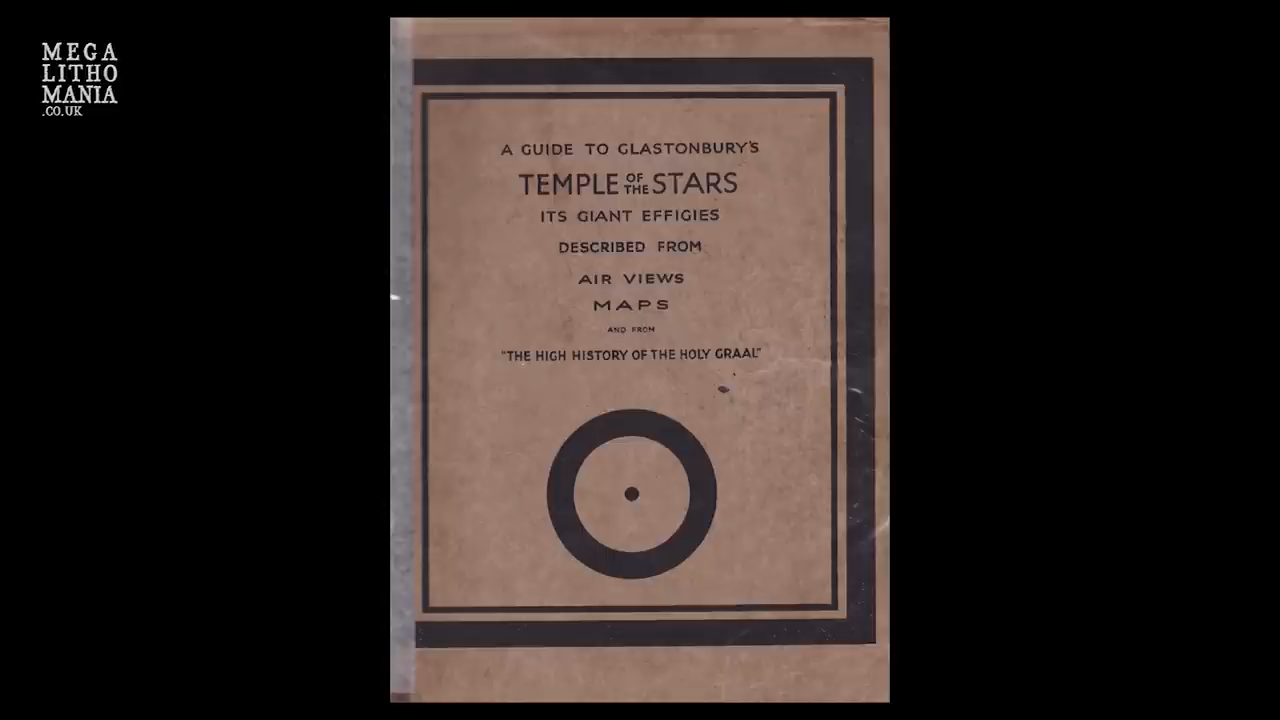 MEGA
LITHO
MANIA
.CO.UK
A GUIDE TO GLASTONBURY'S
TEMPLE OF THE STARS
ITS GIANT EFFIGIES
DESCRIBED FROM
AIR VIEWS
MAPS
AND FROM
"THE HIGH HISTORY OF THE HOLY GRAAL"